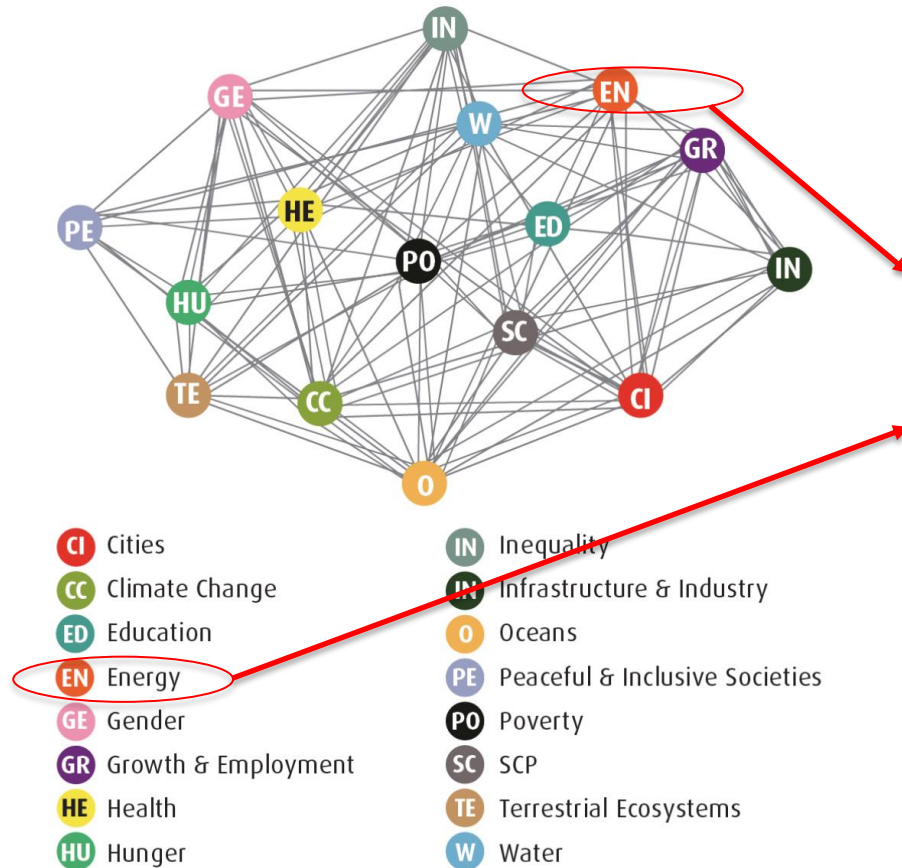 IN
EN
GE
W
GR
HE
PE
ED
PO
IN
HU
SC
TE
CC
CI
O
CI Cities
CC Climate Change
ED Education
EN Energy
GE Gender
GR Growth & Employment
HE Health
HU Hunger
IN Inequality
IN Infrastructure & Industry
O Oceans
PE Peaceful & Inclusive Societies
PO Poverty
SC SCP
TE Terrestrial Ecosystems
W Water